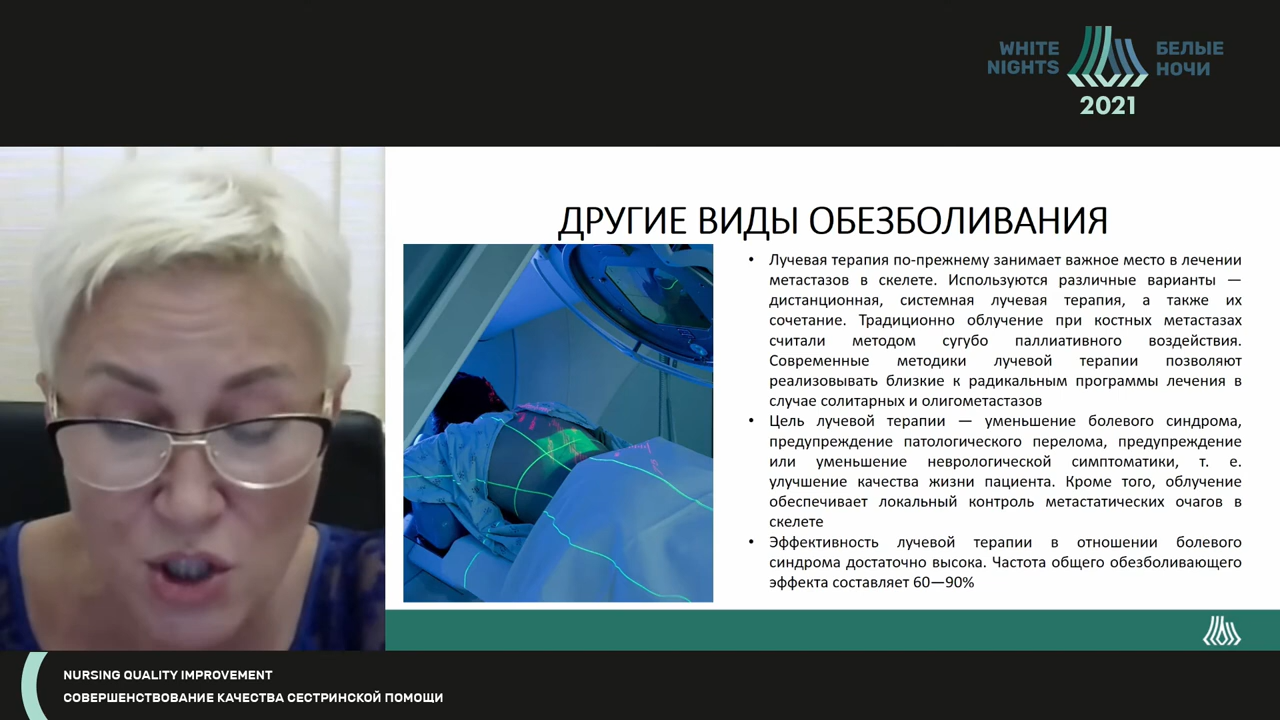 WHITE NIGHTS
БЕЛЫЕ НОЧИ
2021
ДРУГИЕ ВИДЫ ОБЕЗБОЛИВАНИЯ
• Лучевая терапия по-прежнему занимает важное место в лечении
метастазов в скелете. Используются различные варианты —
дистанционная, системная лучевая терапия, а также их
сочетание. Традиционно облучение при костных метастазах
считали методом сугубо паллиативного воздействия.
Современные методики лучевой терапии позволяют
реализовывать близкие к радикальным программы лечения в
случае солитарных и олигометастазов
• Цель лучевой терапии — уменьшение болевого синдрома,
предупреждение патологического перелома, предупреждение
или уменьшение неврологической симптоматики, т. е.
улучшение качества жизни пациента. Кроме того, облучение
обеспечивает локальный контроль метастатических очагов в
скелете
• Эффективность лучевой терапии в отношении болевого
синдрома достаточно высока. Частота общего обезболивающего
эффекта составляет 60—90%
NURSING QUALITY IMPROVEMENT
СОВЕРШЕНСТВОВАНИЕ КАЧЕСТВА СЕСТРИНСКОЙ ПОМОЩИ